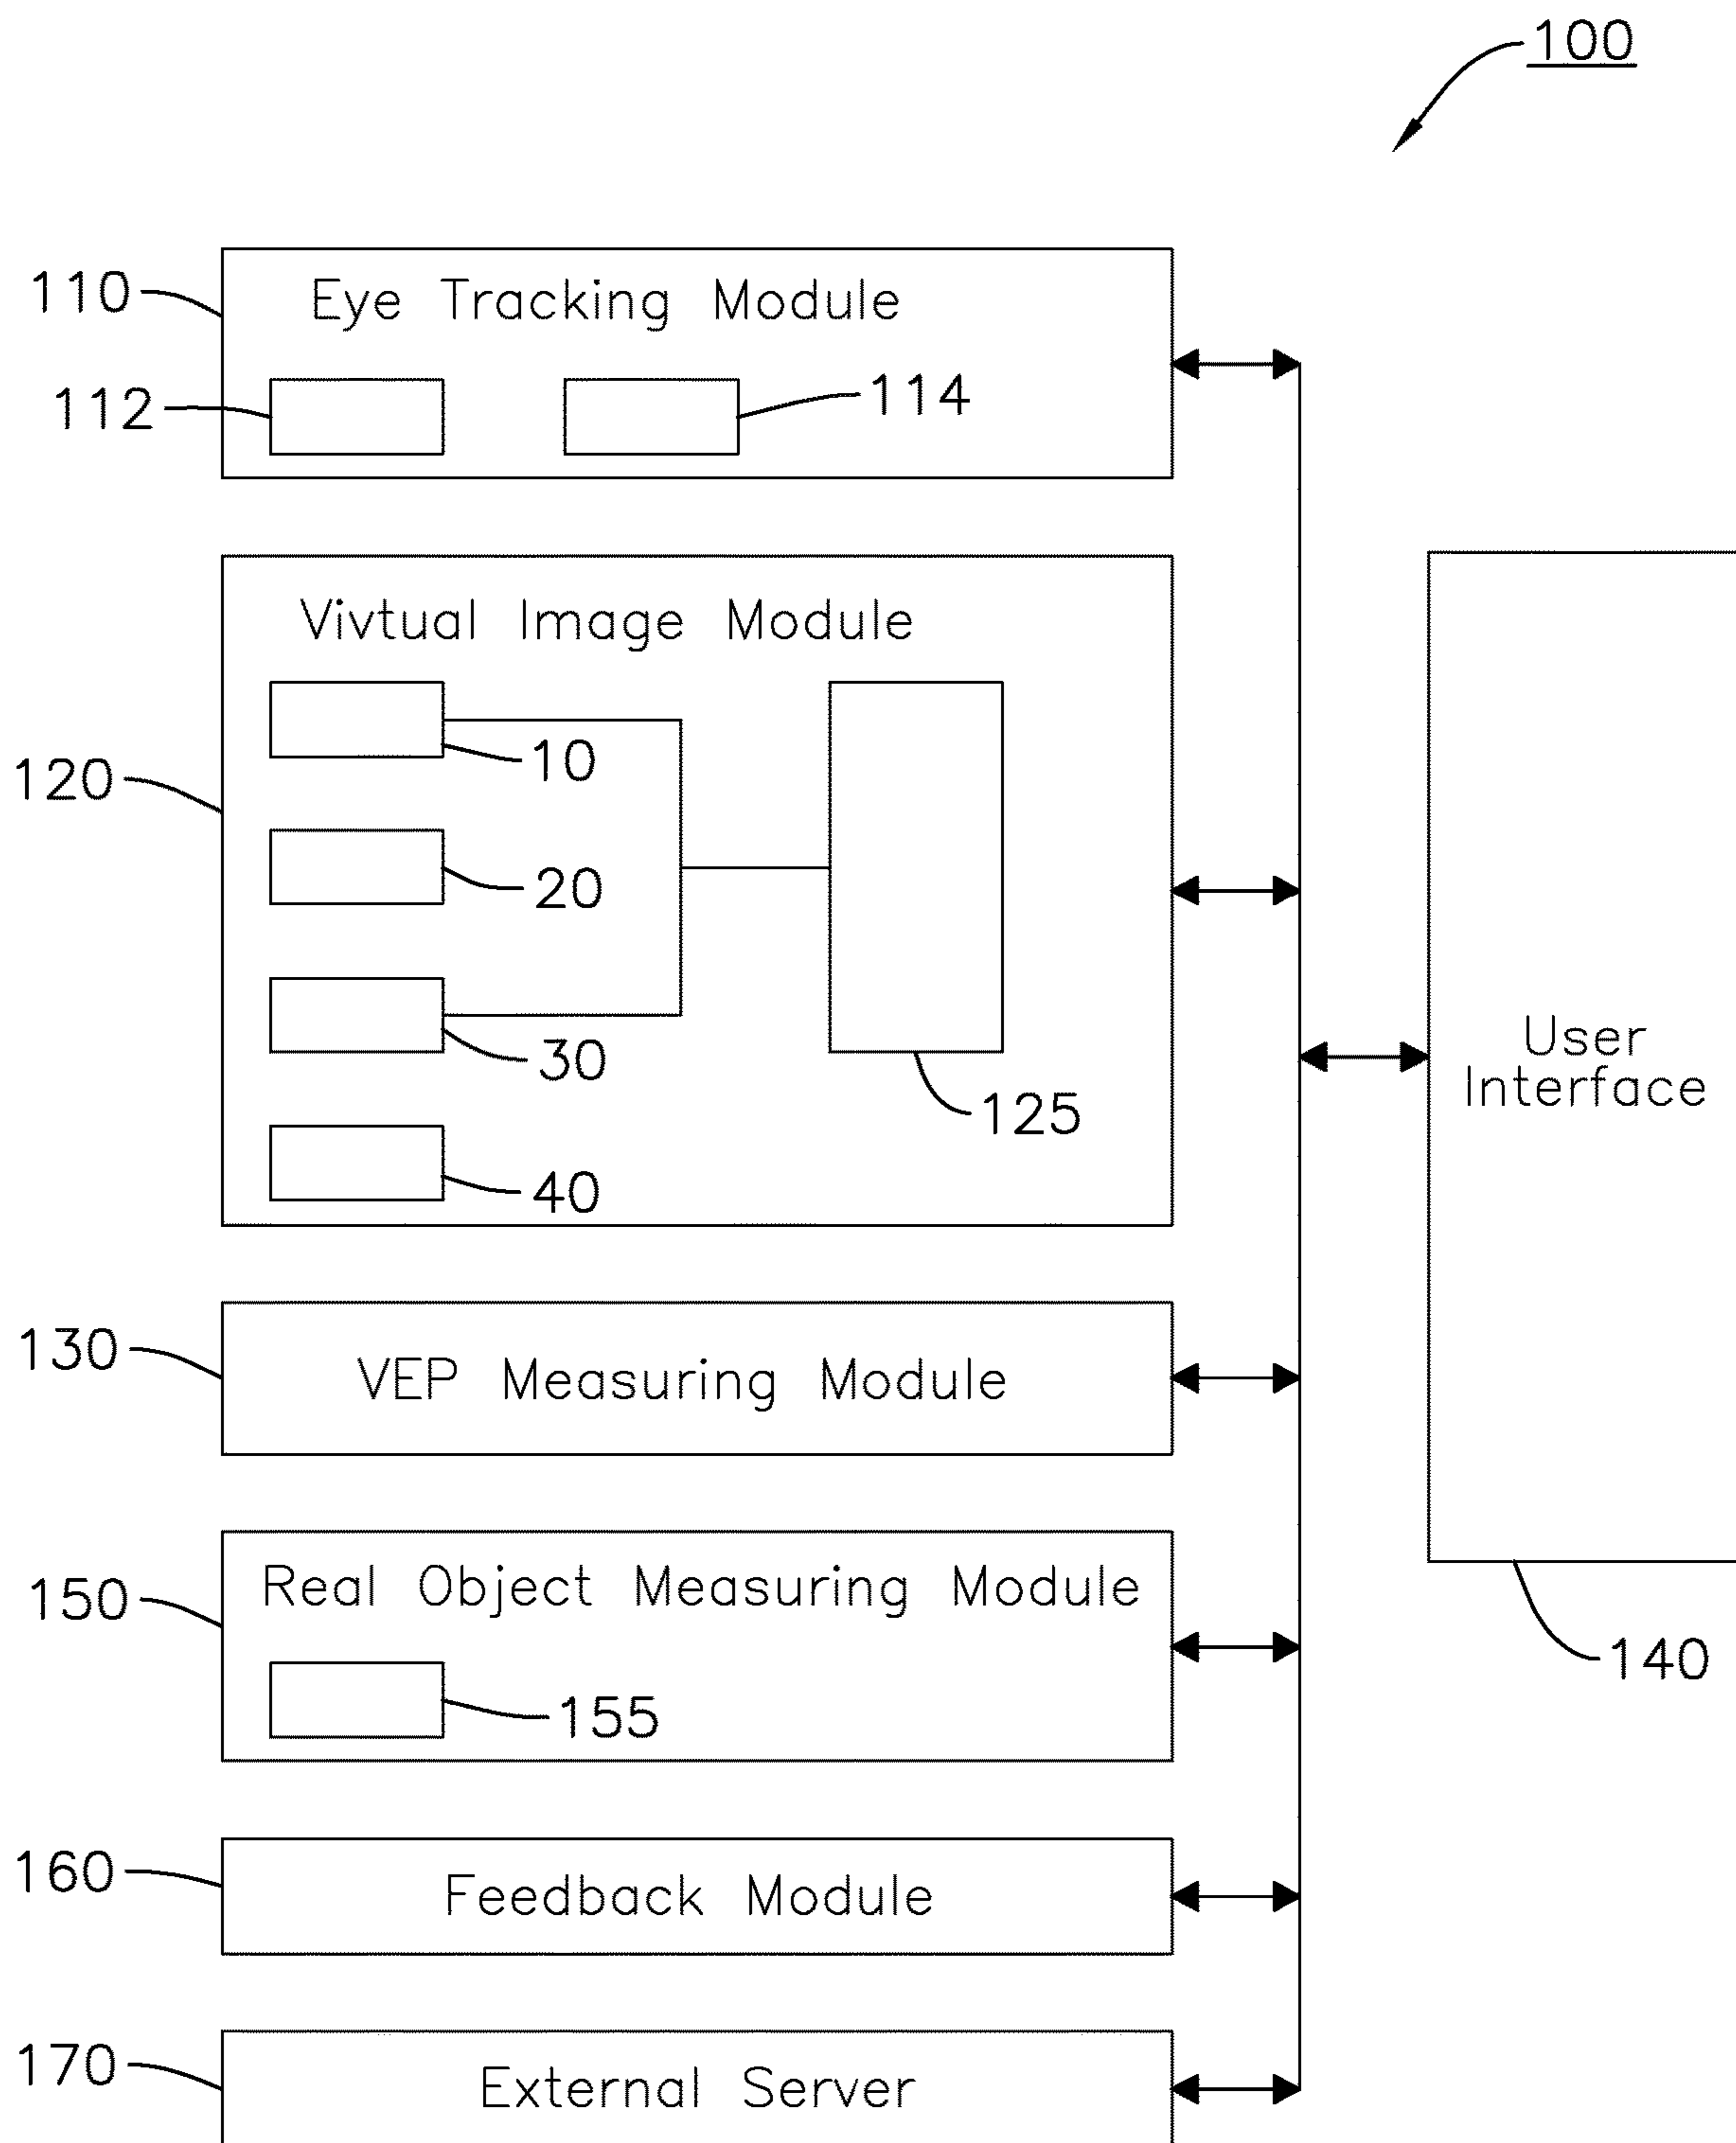 100
110
Eye Tracking Module
112
114
Vivtual Image Module
10
120
20
30
125
40
User
Interface
130
VEP Measuring Module
150
Real Object Measuring Module
140
155
160
Feedback Module
170
External Server